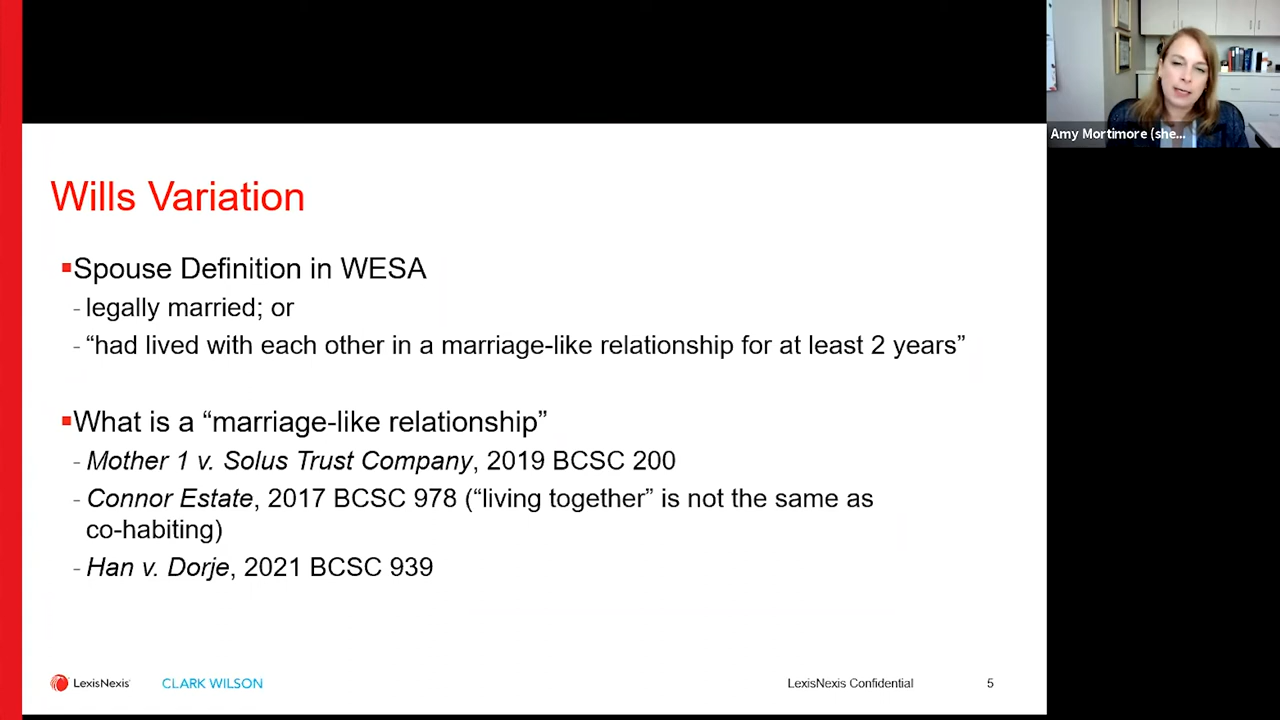 Wills Variation
▪Spouse Definition in WESA
- legally married; or
- “had lived with each other in a marriage-like relationship for at least 2 years”
▪What is a “marriage-like relationship”
- Mother 1 v. Solus Trust Company, 2019 BCSC 200
- Connor Estate, 2017 BCSC 978 (“living together” is not the same as
co-habiting)
- Han v. Dorje, 2021 BCSC 939
LexisNexis CLARK WILSON LexisNexis Confidential 5
Amy Mortimore (she...